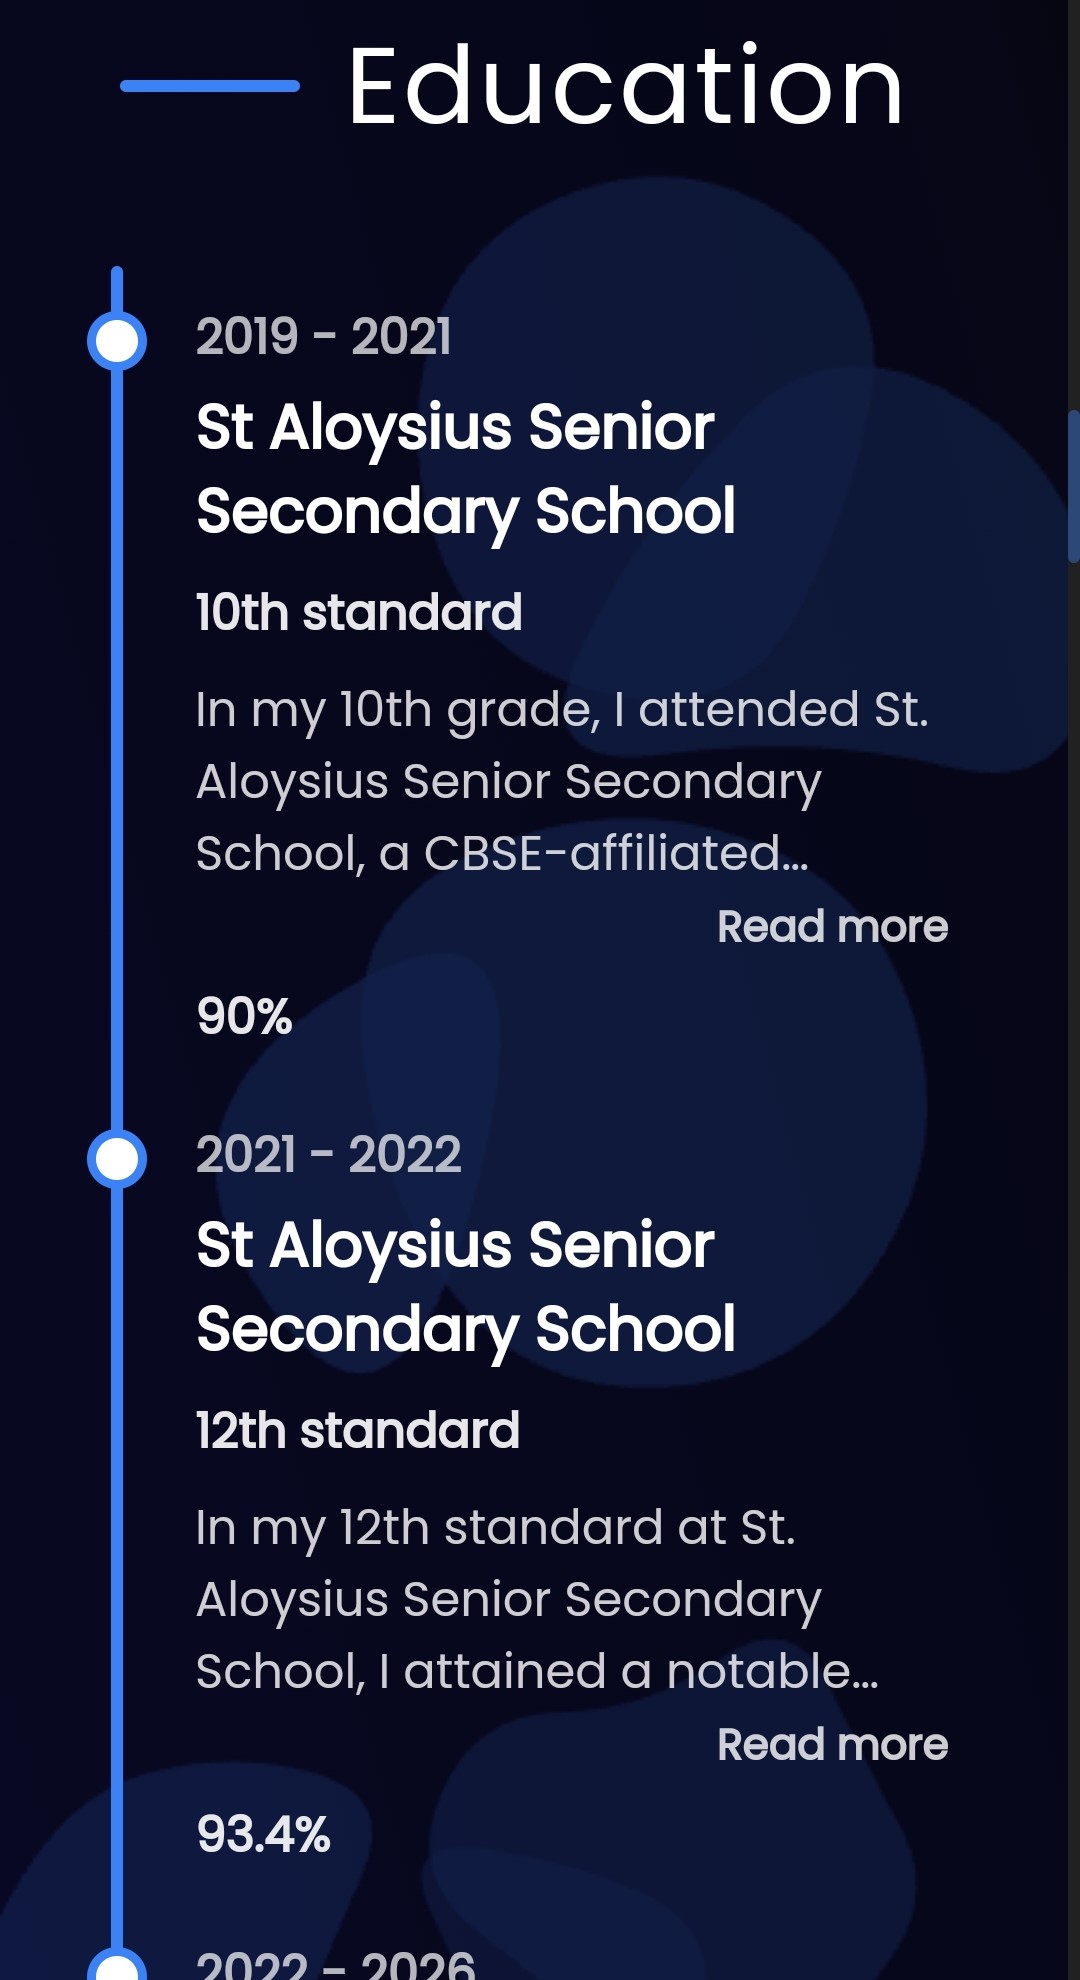 Education
2019 - 2021
St Aloysius Senior
Secondary School
10th standard
In my 10th grade, I attended St.
Aloysius Senior Secondary
School, a CBSE-affiliated...
Read more
90%
2021 - 2022
St Aloysius Senior
Secondary School
12th standard
In my 12th standard at St.
Aloysius Senior Secondary
School, I attained a notable...
Read more
93.4%
2022 - 2026